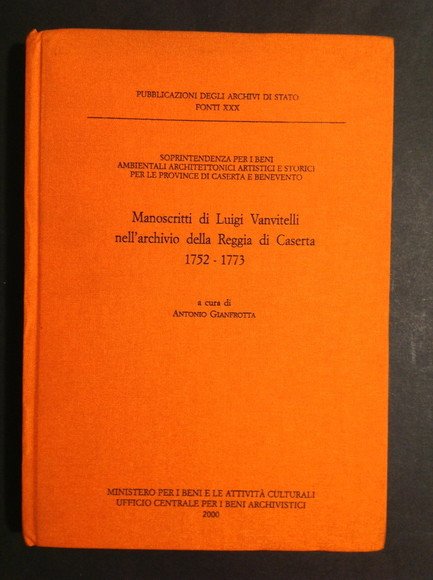 PUBBLICAZIONI DEGLI ARCHIVI DI STATO
FONTI XXX
SOPRINTENDENZA PER I BENI
AMBIENTALI ARCHITETTONICI ARTISTICI E STORICI
PER LE PROVINCE DI CASERTA E BENEVENTO
Manoscritti di Luigi Vanvitelli
nell'archivio della Reggia di Caserta
1752 - 1773
a cura di
ANTONIO GIANFROTTA
MINISTERO PER I BENI E LE ATTIVITÀ CULTURALI
UFFICIO CENTRALE PER I BENI ARCHIVISTICI
2000